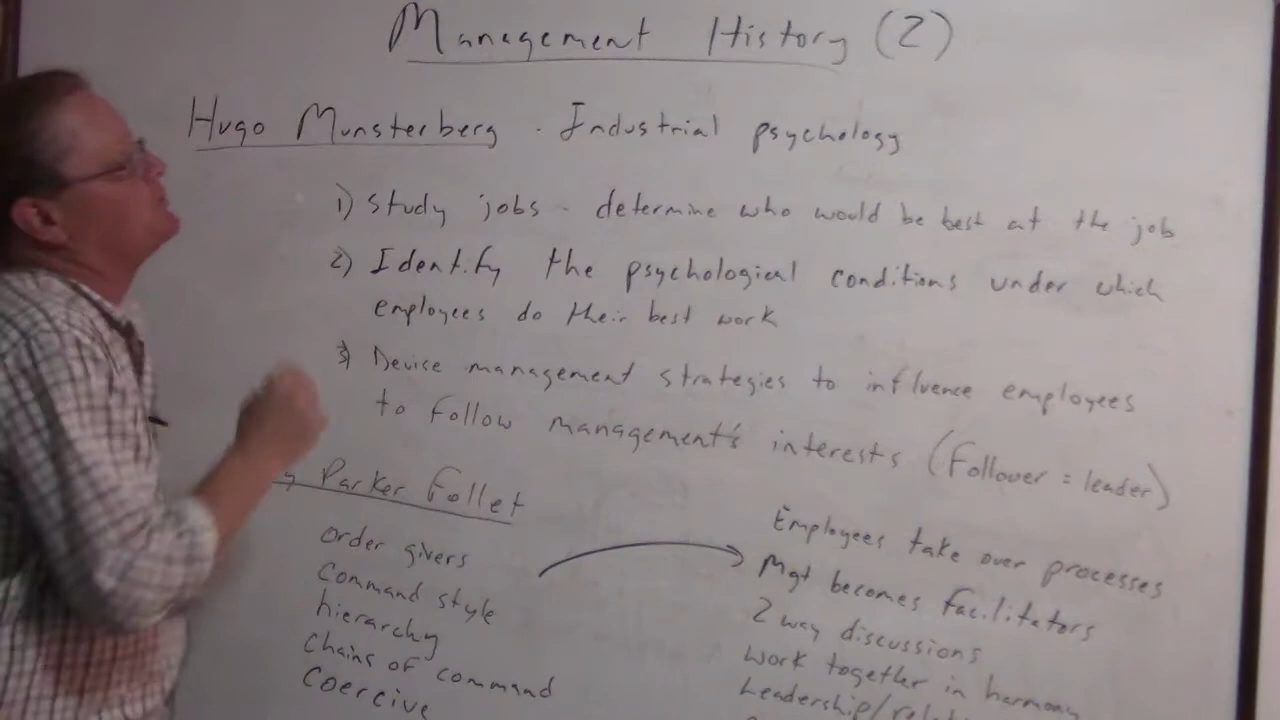 Management History (2)
Hugo Munsterberg - Industrial psychology
1) Study jobs - determine who would be best at the job
2) Identify the psychological conditions under which
employees do their best work
3) Device management strategies to influence employees
to follow management's interests (Follower = leader)
Parker Follet
Order givers
Command style
hierarchy
Chains of command
Coercive
Employees take over processes
Mgt becomes facilitators
2 way discussions
work together in harmony
Leadership/